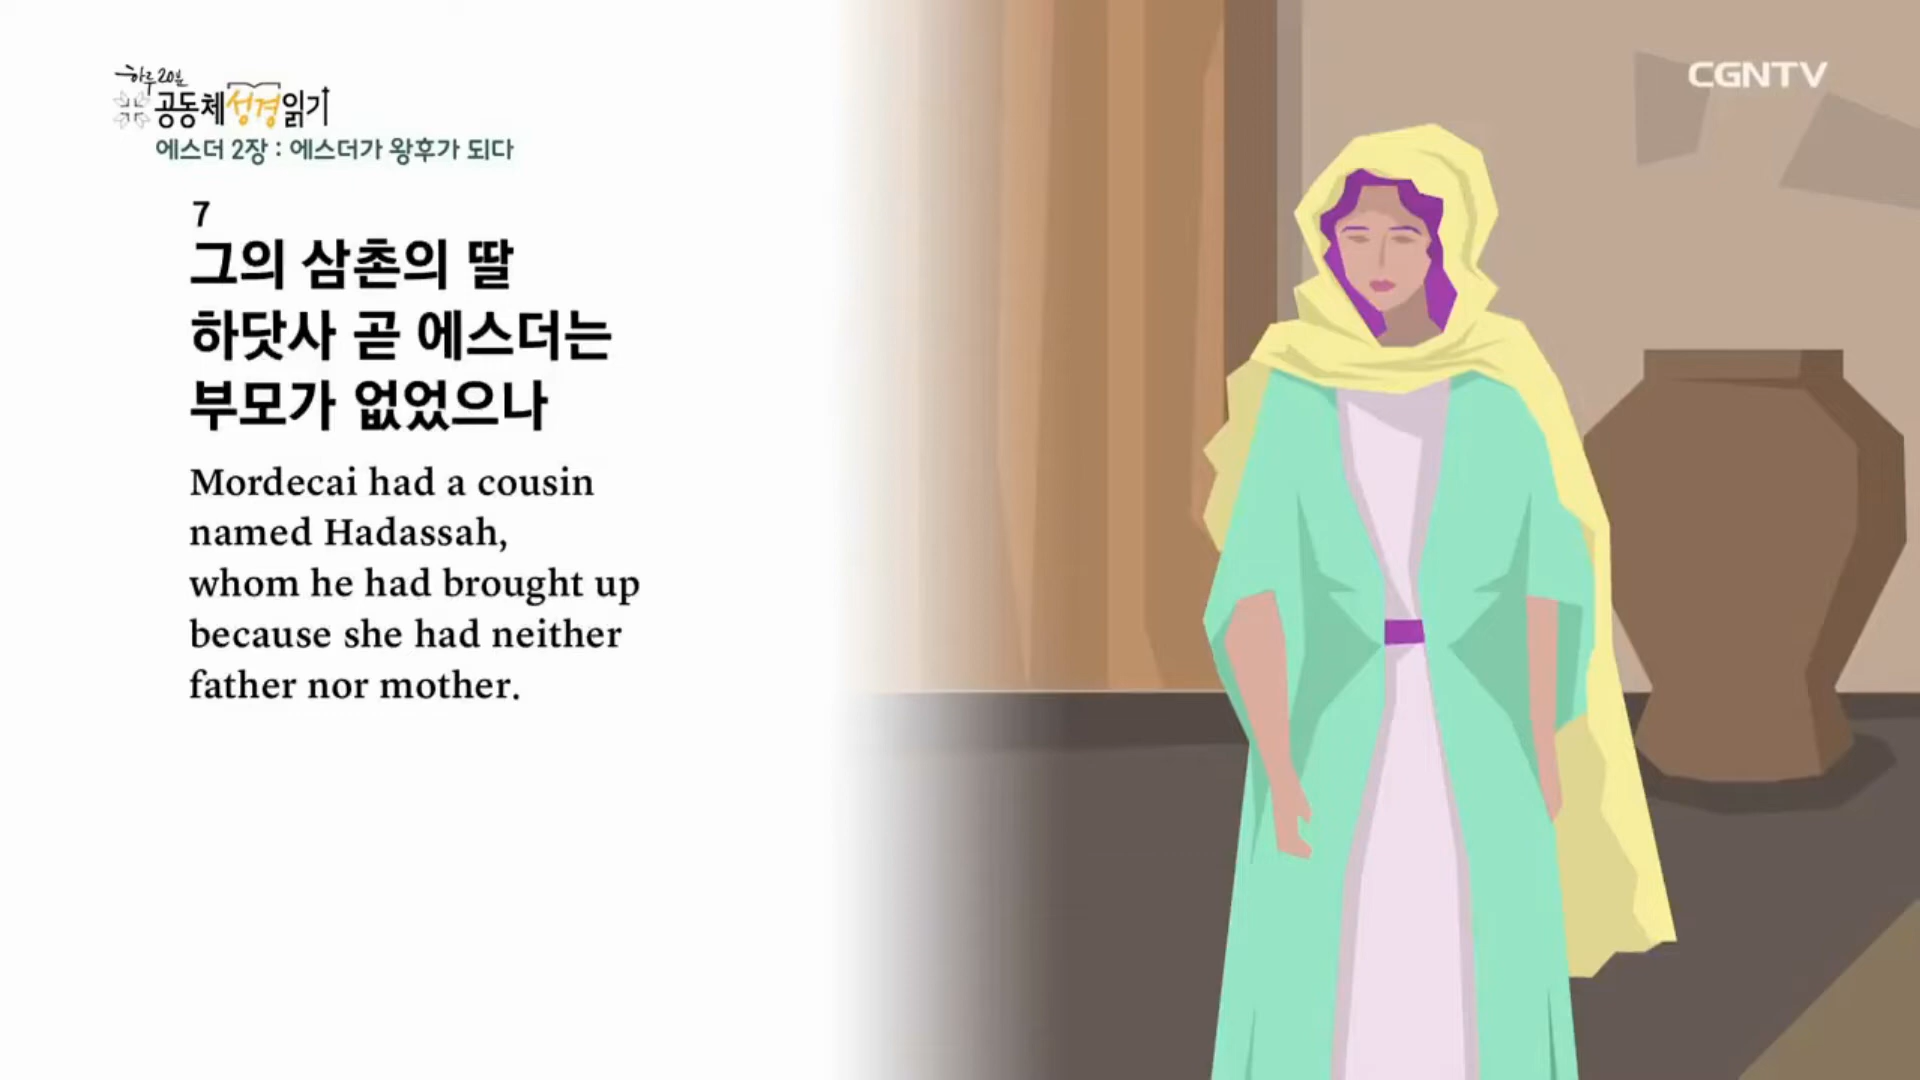 하루 20분
공동체성경읽기
CGNTV
에스더 2장 : 에스더가 왕후가 되다
7
그의 삼촌의 딸
하닷사 곧 에스더는
부모가 없었으나
Mordecai had a cousin
named Hadassah,
whom he had brought up
because she had neither
father nor mother.